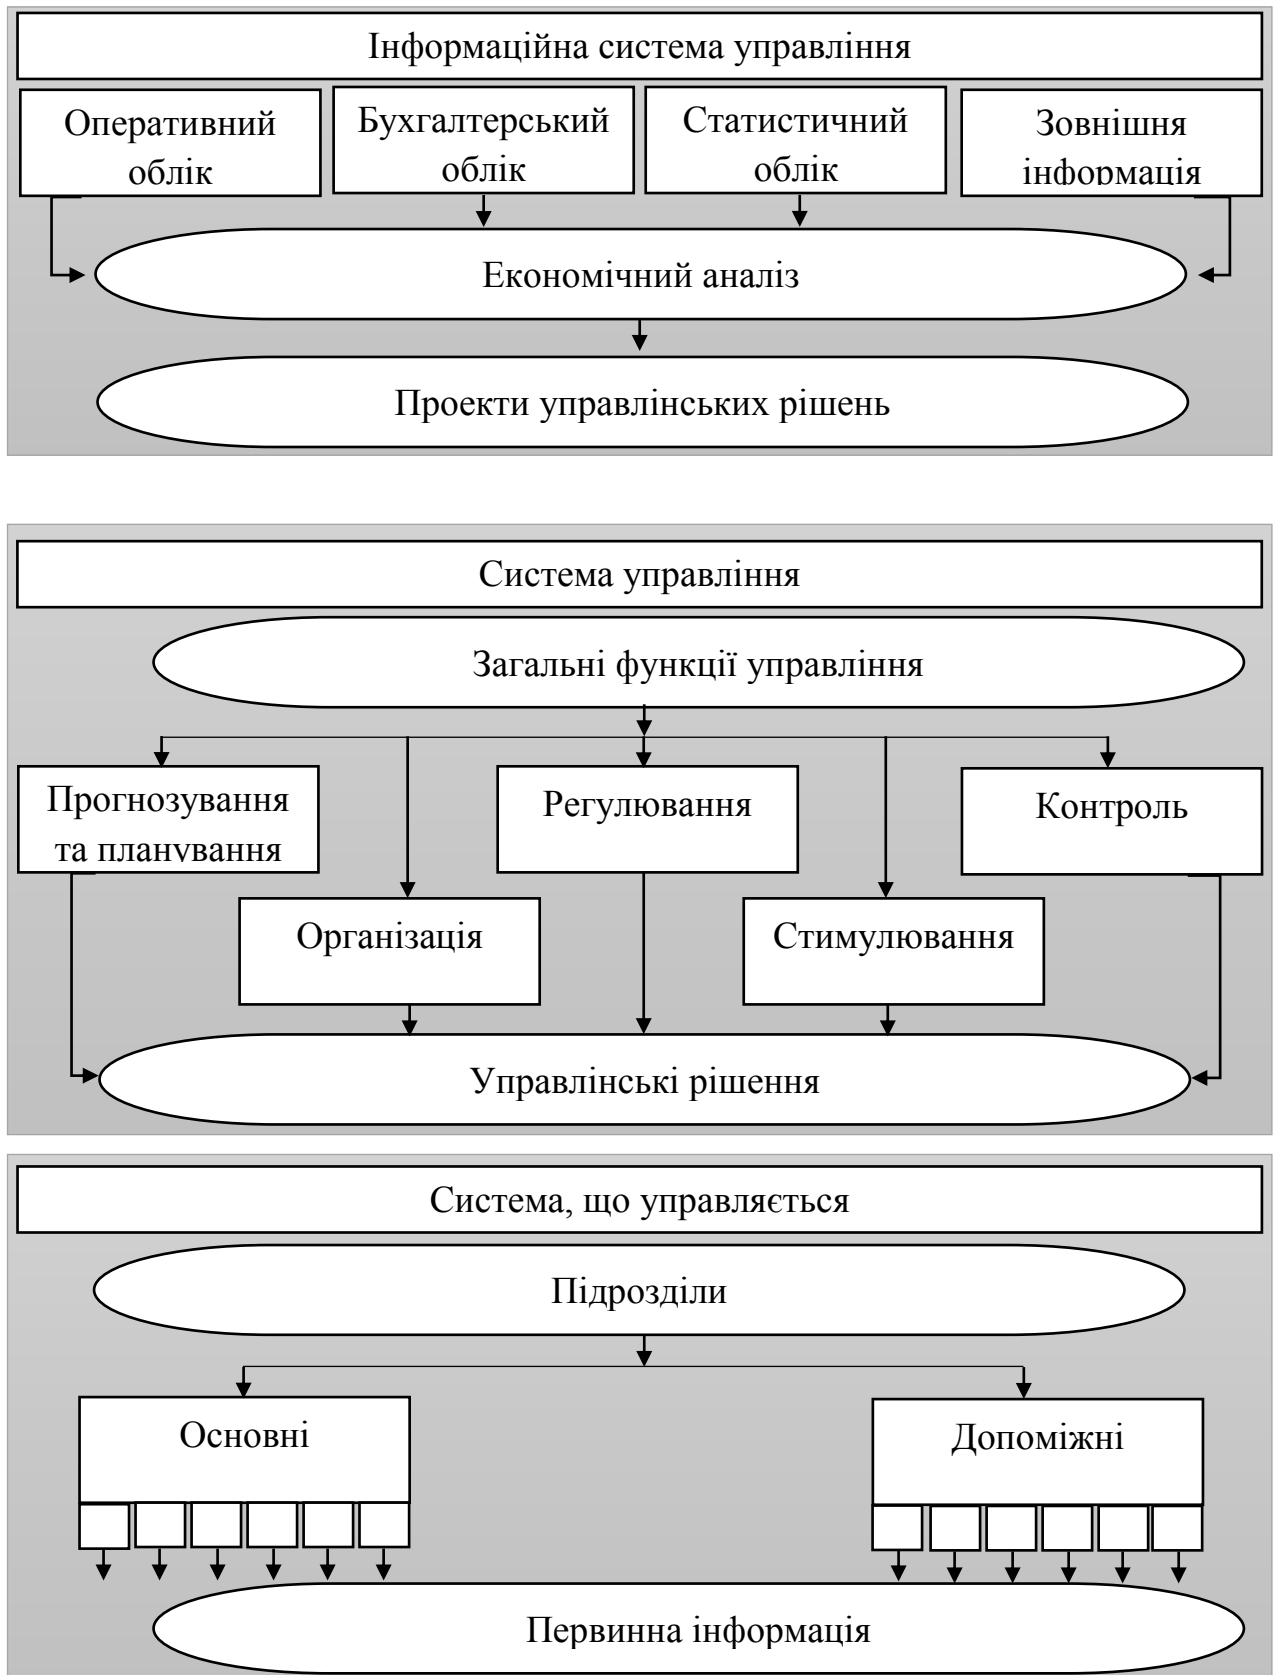 Інформаційна система управління
Оперативний
облік
Бухгалтерський
облік
Статистичний
облік
Зовнішня
інформація
Економічний аналіз
Проекти управлінських рішень
Система управління
Загальні функції управління
Прогнозування
та планування
Регулювання
Контроль
Організація
Стимулювання
Управлінські рішення
Система, що управляється
Підрозділи
Основні
Допоміжні
Первинна інформація